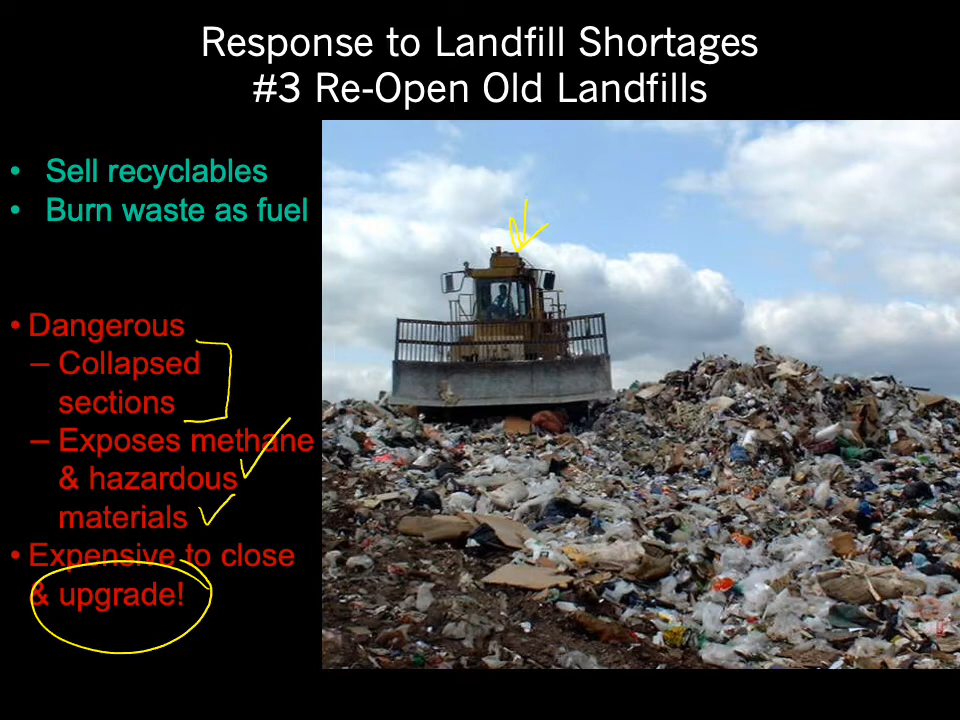 Response to Landfill Shortages
#3 Re-Open Old Landfills
• Sell recyclables
• Burn waste as fuel
• Dangerous
– Collapsed
sections
– Exposes methane
& hazardous
materials
• Expensive to close
& upgrade!